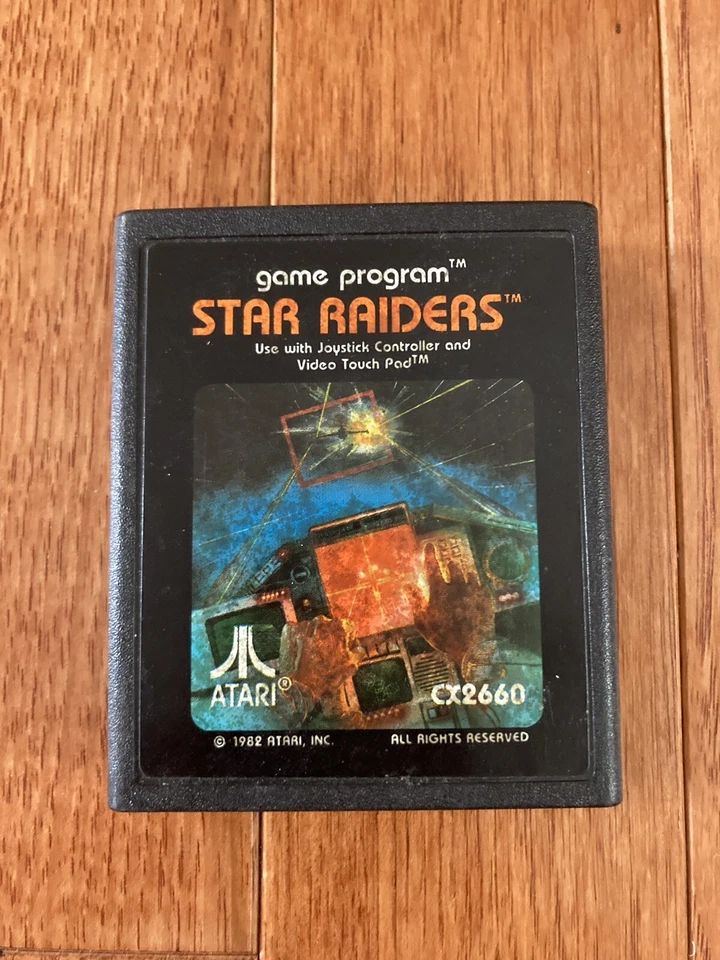 game program™
STAR RAIDERS™
Use with Joystick Controller and
Video Touch Pad™
ATARI® CX2660
© 1982 ATARI, INC. ALL RIGHTS RESERVED